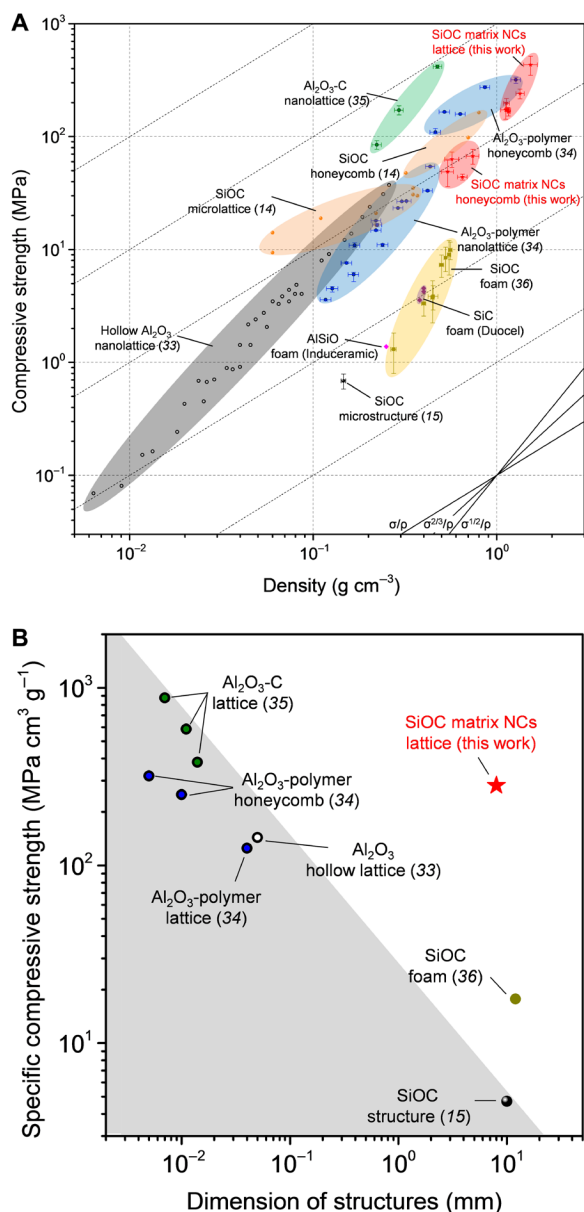 A
SiOC matrix NCs
lattice (this work)
Al₂O₃-C
nanolattice (35)
Al₂O₃-polymer
honeycomb (34)
SiOC
honeycomb (14)
SiOC matrix NCs
honeycomb (this work)
SiOC
microlattice (14)
Al₂O₃-polymer
nanolattice (34)
SiOC
foam (36)
SiC
foam (Duocel)
Hollow Al₂O₃
nanolattice (33)
AlSiO
foam (Induceramic)
SiOC
microstructure (15)
σ/ρ σ²ᐟ³/ρ σ¹ᐟ²/ρ
10³
10²
10¹
10⁰
10⁻¹
Compressive strength (MPa)
10⁻² 10⁻¹ 10⁰
Density (g cm⁻³)
B
Al₂O₃-C
lattice (35)
SiOC matrix NCs
lattice (this work)
Al₂O₃-polymer
honeycomb (34)
Al₂O₃
hollow lattice (33)
Al₂O₃-polymer
lattice (34)
SiOC
foam (36)
SiOC
structure (15)
10³
10²
10¹
Specific compressive strength (MPa cm³ g⁻¹)
10⁻² 10⁻¹ 10⁰ 10¹
Dimension of structures (mm)